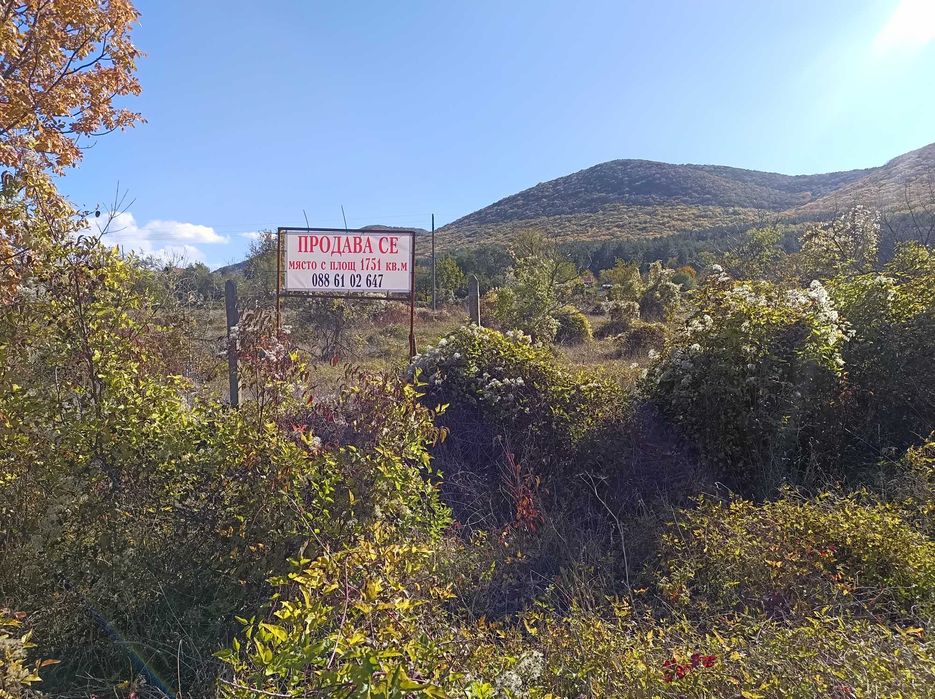 ПРОДАВА СЕ
място с площ 1751 кв.м
088 61 02 647